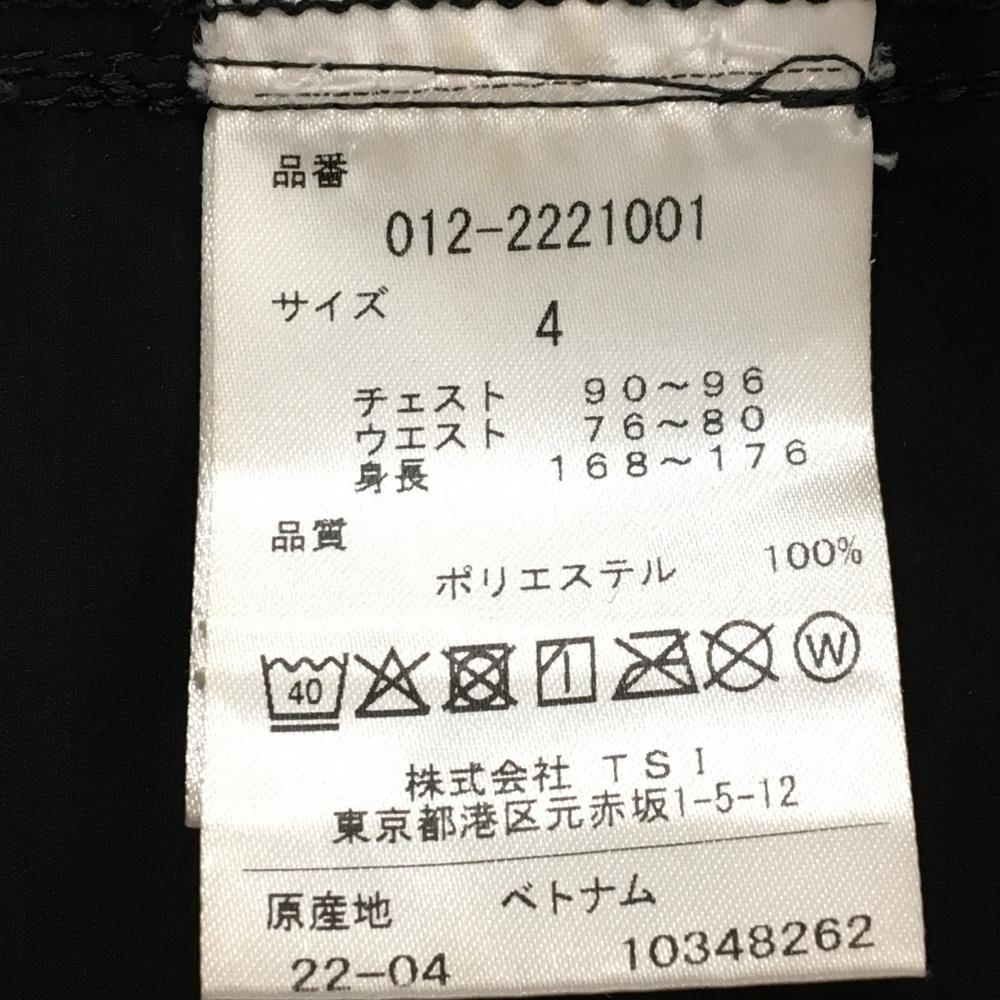 品番
012-2221001
サイズ 4
チェスト 90～96
ウエスト 76～80
身長 168～176
品質
ポリエステル 100%
40 W
株式会社 TSI
東京都港区元赤坂1-5-12
原産地 ベトナム
22-04 10348262